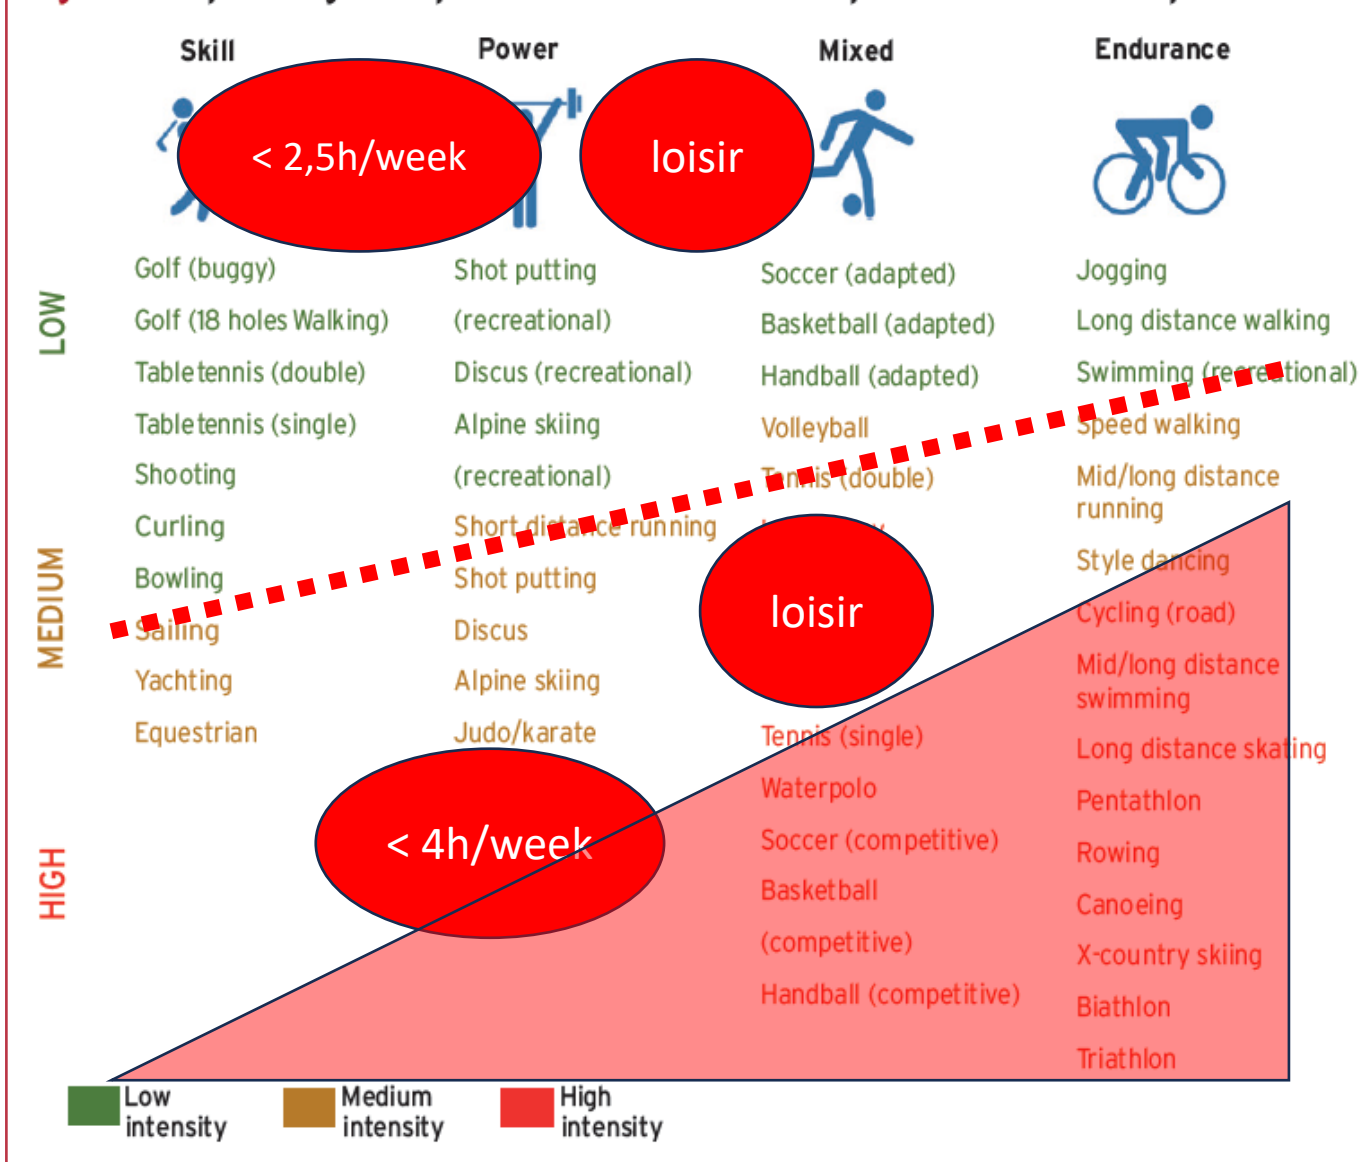 Skill
Power
Mixed
Endurance
< 2,5h/week
loisir
LOW
Golf (buggy)
Golf (18 holes Walking)
Tabletennis (double)
Tabletennis (single)
Shooting
Curling
Bowling
Sailing
Yachting
Equestrian
Shot putting
(recreational)
Discus (recreational)
Alpine skiing
(recreational)
Short distance running
Shot putting
Discus
Alpine skiing
Judo/karate
Soccer (adapted)
Basketball (adapted)
Handball (adapted)
Volleyball
Tennis (double)
loisir
Tennis (single)
Waterpolo
Soccer (competitive)
Basketball
(competitive)
Handball (competitive)
Jogging
Long distance walking
Swimming (recreational)
Speed walking
Mid/long distance
running
Style dancing
Cycling (road)
Mid/long distance
swimming
Long distance skating
Pentathlon
Rowing
Canoeing
X-country skiing
Biathlon
Triathlon
MEDIUM
< 4h/week
HIGH
Low
intensity
Medium
intensity
High
intensity